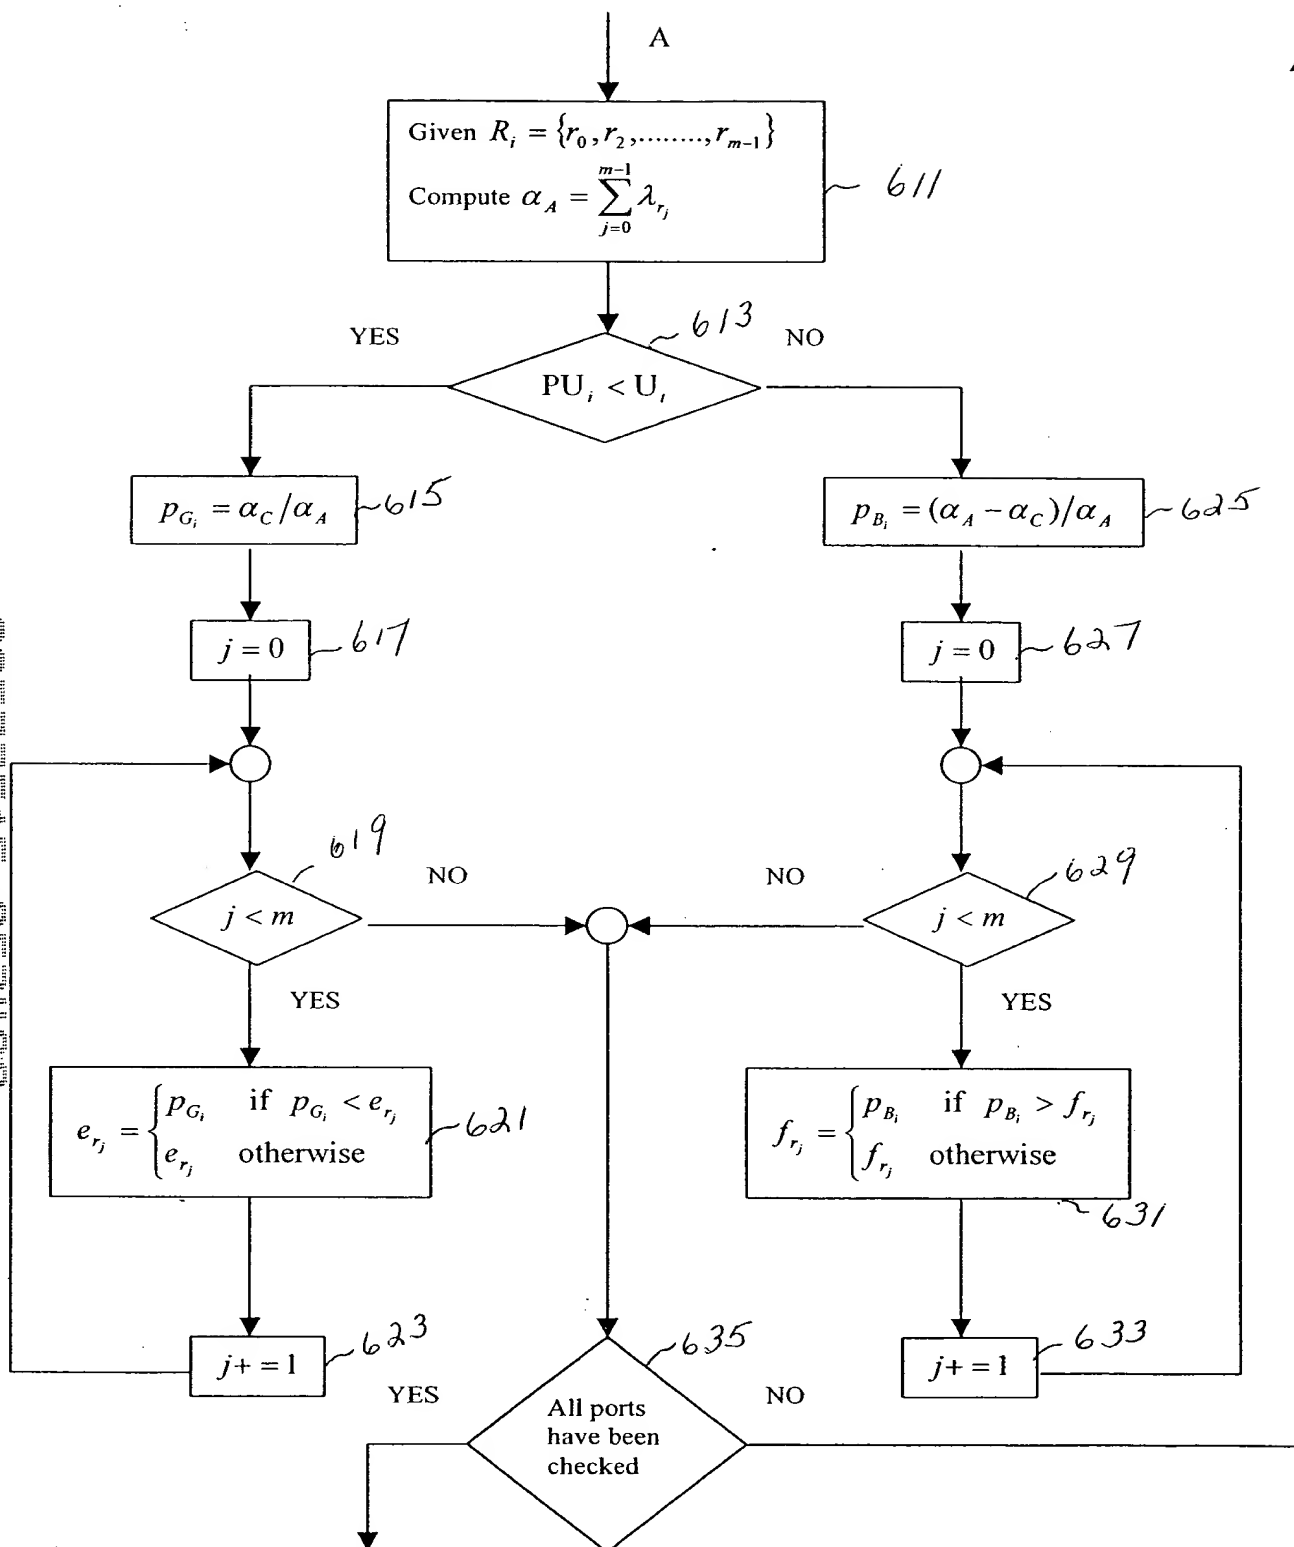 A
Given R_i = {r_0, r_2, ........, r_{m-1}}
Compute α_A = ∑_{j=0}^{m-1} λ_{r_j}
611
613
YES
NO
PU_i < U_i
p_{G_i} = α_C/α_A
615
p_{B_i} = (α_A − α_C)/α_A
625
j = 0
617
j = 0
627
619
629
NO
NO
j < m
j < m
YES
YES
e_{r_j} = { p_{G_i} if p_{G_i} < e_{r_j}
e_{r_j} otherwise
621
f_{r_j} = { p_{B_i} if p_{B_i} > f_{r_j}
f_{r_j} otherwise
631
j+ = 1
623
635
j+ = 1
633
YES
NO
All ports
have been
checked